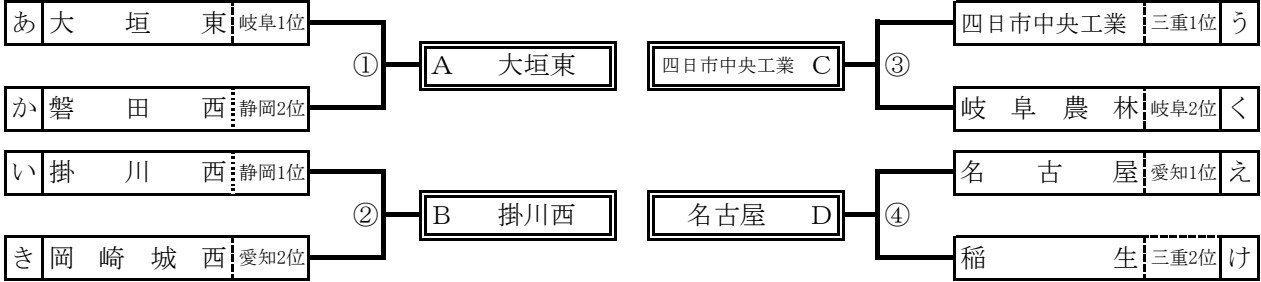 あ 大垣東 岐阜1位
① A 大垣東
か 磐田西 静岡2位
い 掛川西 静岡1位
② B 掛川西
き 岡崎城西 愛知2位
四日市中央工業 三重1位 う
四日市中央工業 C ③
岐阜農林 岐阜2位 く
名古屋 愛知1位 え
名古屋 D ④
稲生 三重2位 け